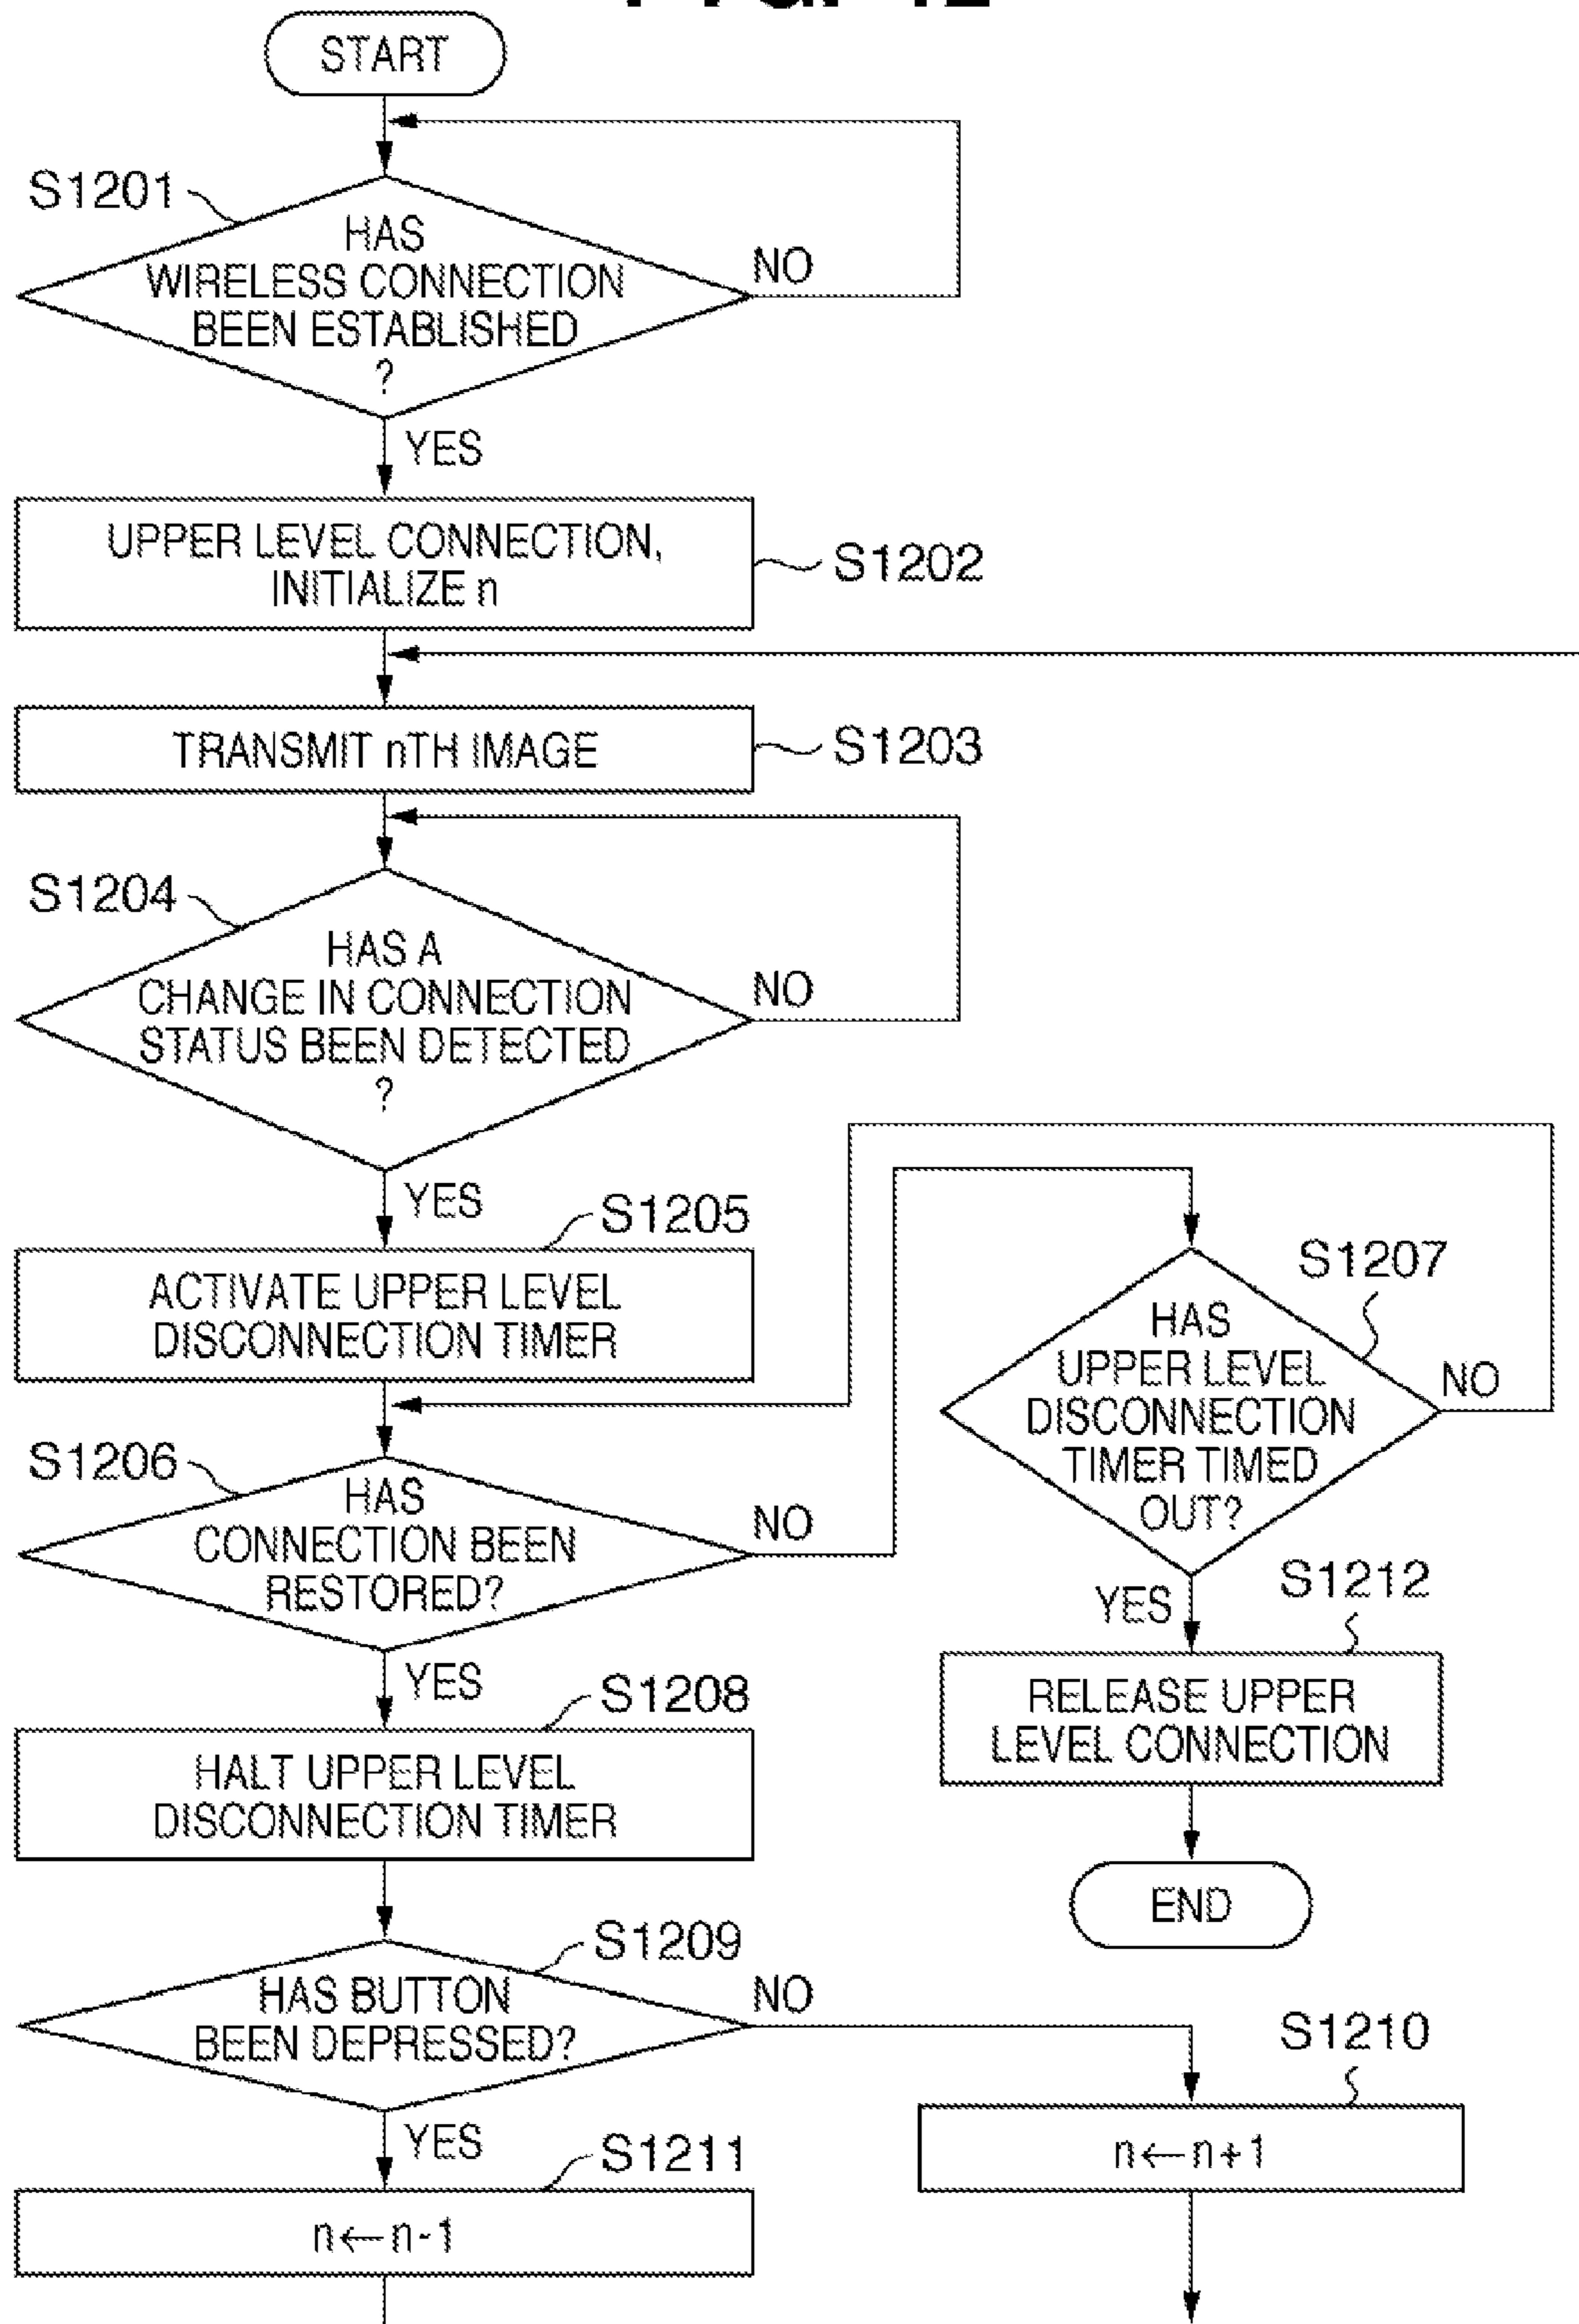 START
S1201
HAS
WIRELESS CONNECTION
BEEN ESTABLISHED
?
NO
YES
UPPER LEVEL CONNECTION,
INITIALIZE n
S1202
TRANSMIT nTH IMAGE
S1203
S1204
HAS A
CHANGE IN CONNECTION
STATUS BEEN DETECTED
?
NO
YES
S1205
ACTIVATE UPPER LEVEL
DISCONNECTION TIMER
S1206
HAS
CONNECTION BEEN
RESTORED?
NO
S1207
HAS
UPPER LEVEL
DISCONNECTION
TIMER TIMED
OUT?
NO
YES
S1212
RELEASE UPPER
LEVEL CONNECTION
END
YES
S1208
HALT UPPER LEVEL
DISCONNECTION TIMER
S1209
HAS BUTTON
BEEN DEPRESSED?
NO
S1210
n←n+1
YES
S1211
n←n-1